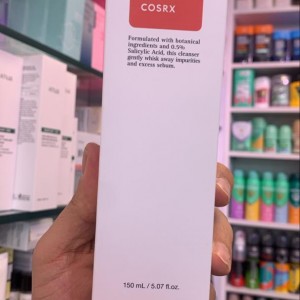 COSRX
Formulated with botanical
ingredients and 0.5%
Salicylic Acid, this cleanser
gently whisk away impurities
and excess sebum.
150 mL / 5.07 fl.oz.